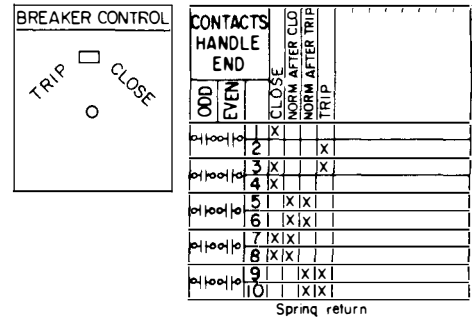 BREAKER CONTROL
TRIP
CLOSE
CONTACTS
HANDLE
END
ODD
EVEN
CLOSE
NORM AFTER CLO
NORM AFTER TRIP
TRIP
1 X
2 X
3 X X
4 X
5 X X
6 X X
7 X X
8 X X
9 X X
10 X X
Spring return